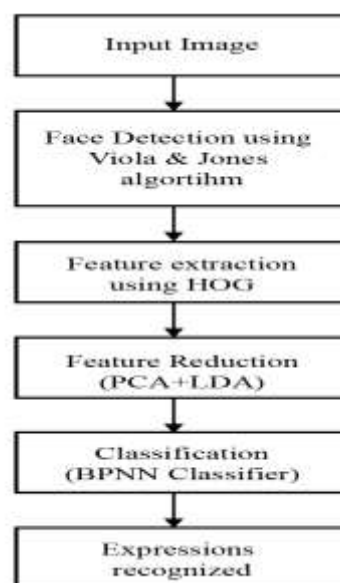 Input Image
Face Detection using
Viola & Jones
algortihm
Feature extraction
using HOG
Feature Reduction
(PCA+LDA)
Classification
(BPNN Classifier)
Expressions
recognized